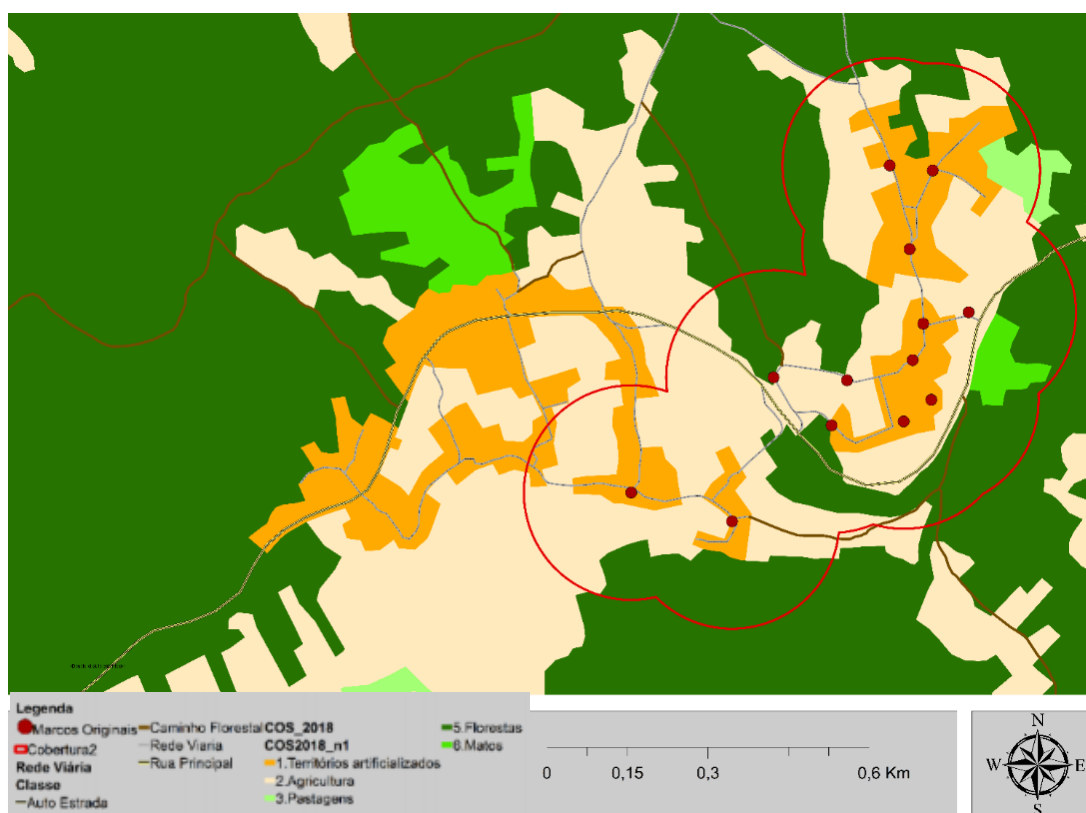 Legenda
Marcos Originais
Cobertura2
Rede Viária
Classe
Auto Estrada
Caminho Florestal
Rede Viaria
Rua Principal
COS_2018
COS2018_n1
1.Territórios artificializados
2.Agricultura
3.Pastagens
5.Florestas
6.Matos
0 0,15 0,3 0,6 Km
N
W E
S